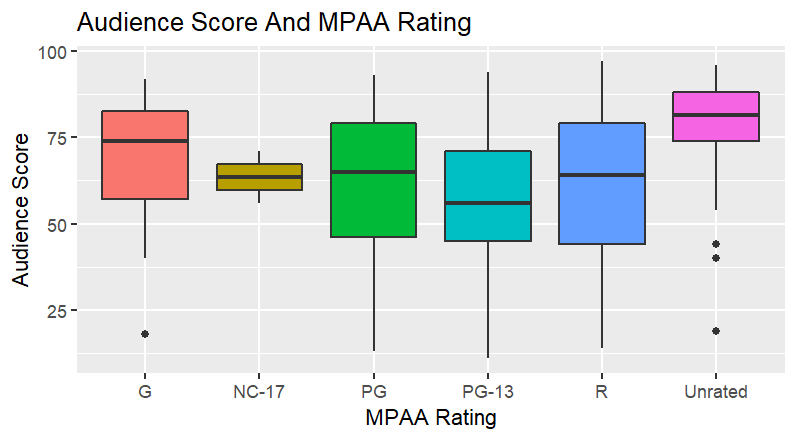 Audience Score And MPAA Rating
100
75
50
25
Audience Score
G NC-17 PG PG-13 R Unrated
MPAA Rating